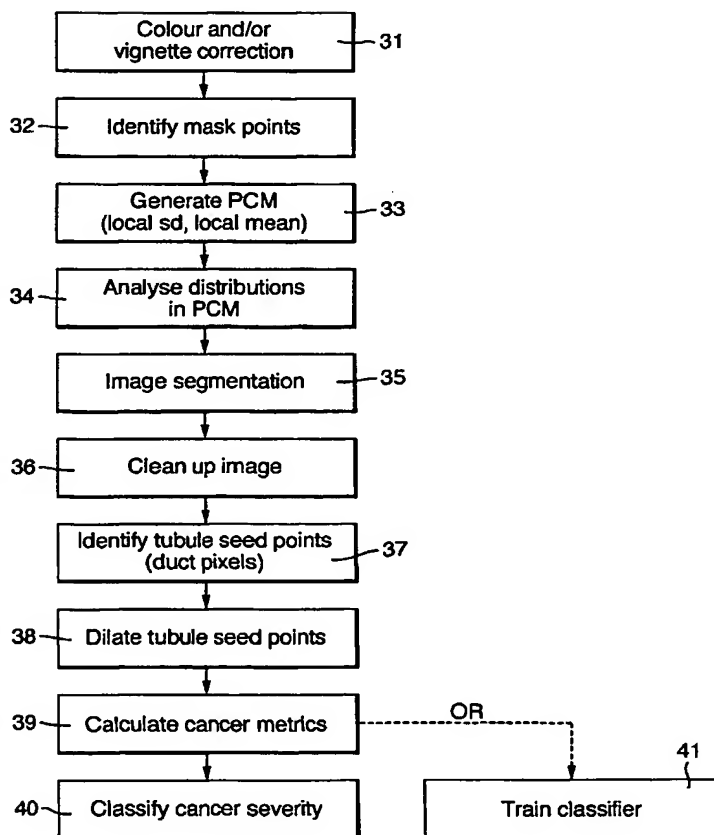 Colour and/or
vignette correction
31
32
Identify mask points
Generate PCM
(local sd, local mean)
33
34
Analyse distributions
in PCM
Image segmentation
35
36
Clean up image
Identify tubule seed points
(duct pixels)
37
38
Dilate tubule seed points
39
Calculate cancer metrics
OR
41
40
Classify cancer severity
Train classifier